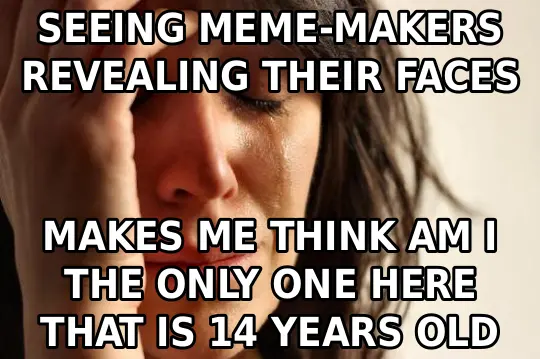 SEEING MEME-MAKERS
REVEALING THEIR FACES
MAKES ME THINK AM I
THE ONLY ONE HERE
THAT IS 14 YEARS OLD